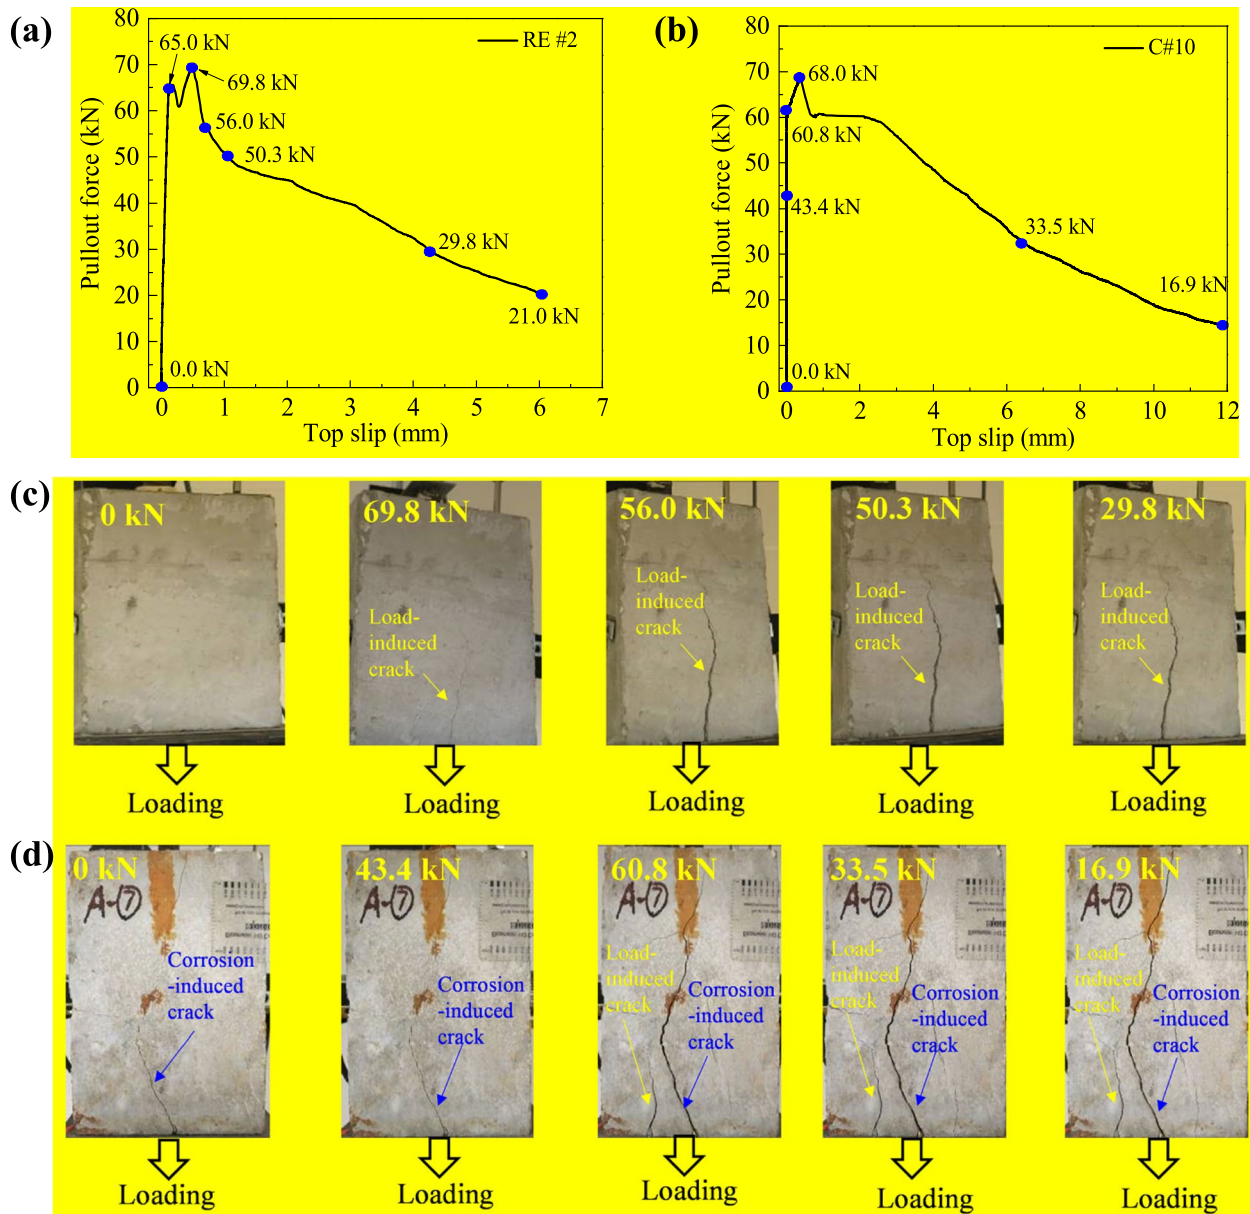 (a)
80
70
60
50
40
30
20
10
0
Pullout force (kN)
65.0 kN
69.8 kN
56.0 kN
50.3 kN
29.8 kN
21.0 kN
0.0 kN
RE #2
0 1 2 3 4 5 6 7
Top slip (mm)
(b)
80
70
60
50
40
30
20
10
0
Pullout force (kN)
68.0 kN
60.8 kN
43.4 kN
33.5 kN
16.9 kN
0.0 kN
C#10
0 2 4 6 8 10 12
Top slip (mm)
(c)
0 kN
Loading
69.8 kN
Load-
induced
crack
Loading
56.0 kN
Load-
induced
crack
Loading
50.3 kN
Load-
induced
crack
Loading
29.8 kN
Load-
induced
crack
Loading
(d)
0 kN
A-⑦
Corrosion
-induced
crack
Loading
43.4 kN
A-⑦
Corrosion
-induced
crack
Loading
60.8 kN
A-⑦
Load-
induced
crack
Corrosion
-induced
crack
Loading
33.5 kN
A-⑦
Load-
induced
crack
Corrosion
-induced
crack
Loading
16.9 kN
A-⑦
Load-
induced
crack
Corrosion
-induced
crack
Loading